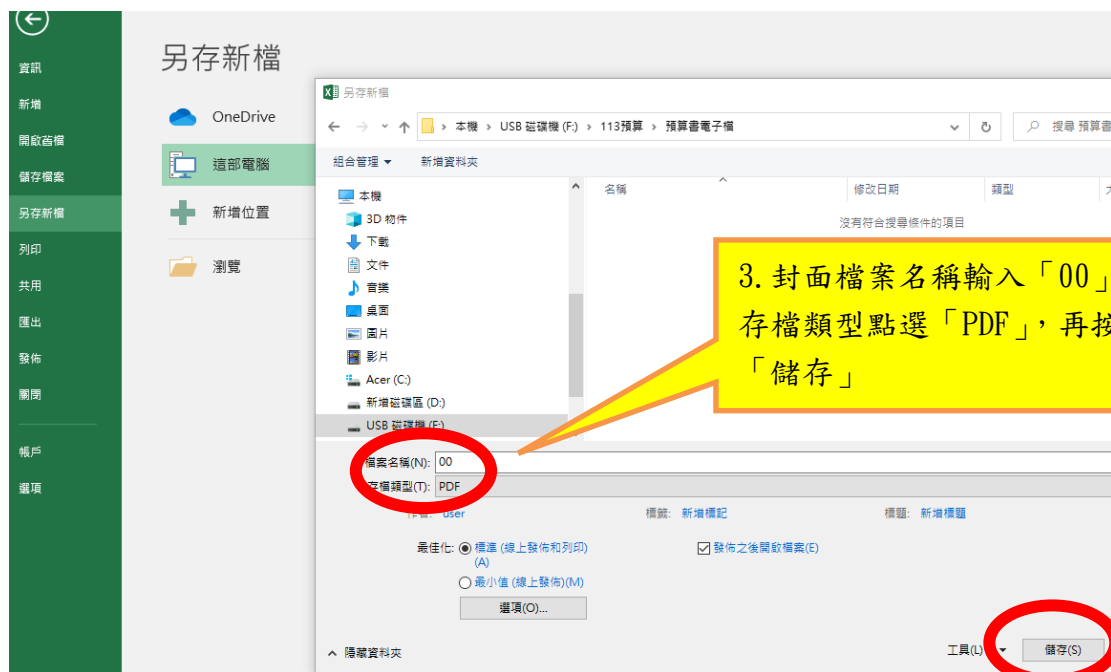 另存新檔
資訊
新增
開啟舊檔
儲存檔案
另存新檔
列印
共用
匯出
發佈
關閉
帳戶
選項
OneDrive
這部電腦
新增位置
瀏覽
另存新檔
本機 › USB 磁碟機 (F:) › 113預算 › 預算書電子檔
搜尋 預算書
組合管理 新增資料夾
本機
3D 物件
下載
文件
音樂
桌面
圖片
影片
Acer (C:)
新增磁碟區 (D:)
USB 磁碟機 (F:)
名稱 修改日期 類型
沒有符合搜尋條件的項目
3.封面檔案名稱輸入「00」
存檔類型點選「PDF」，再按
「儲存」
檔案名稱(N): 00
存檔類型(T): PDF
user 標籤: 新增標記 標題: 新增標題
最佳化: 標準 (線上發佈和列印)
(A)
最小值 (線上發佈)(M)
選項(O)...
發佈之後開啟檔案(E)
隱藏資料夾
工具(L) 儲存(S)